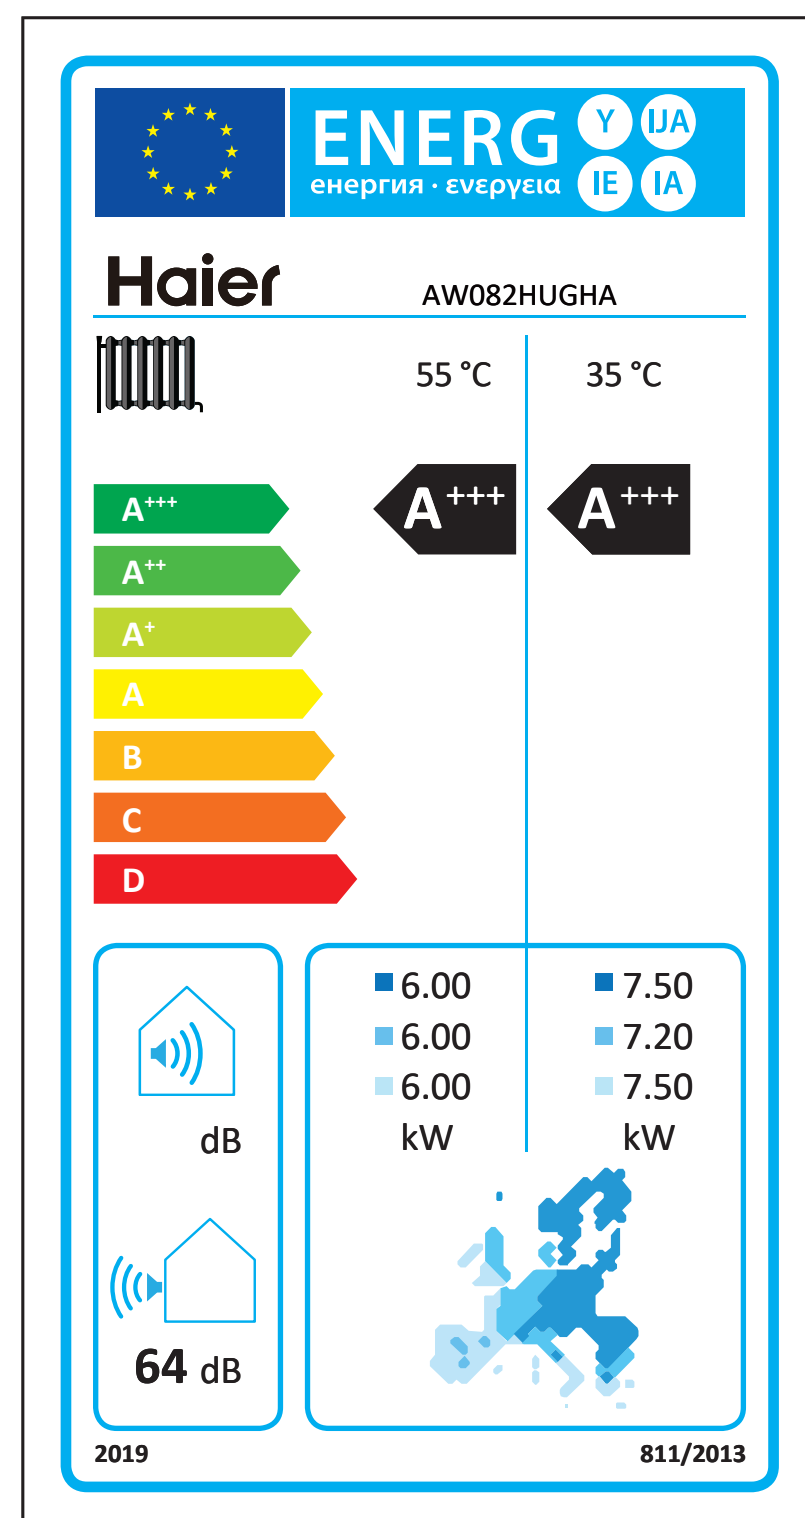 ENERG Y IJA
енергия · ενεργεια IE IA
Haier AW082HUGHA
55 °C 35 °C
A+++ A+++ A+++
A++
A+
A
B
C
D
6.00 7.50
6.00 7.20
6.00 7.50
kW kW
dB
64 dB
2019 811/2013